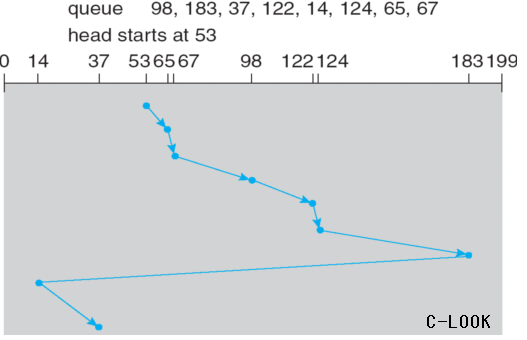 queue 98, 183, 37, 122, 14, 124, 65, 67
head starts at 53
0 14 37 53 65 67 98 122 124 183 199
C-LOOK